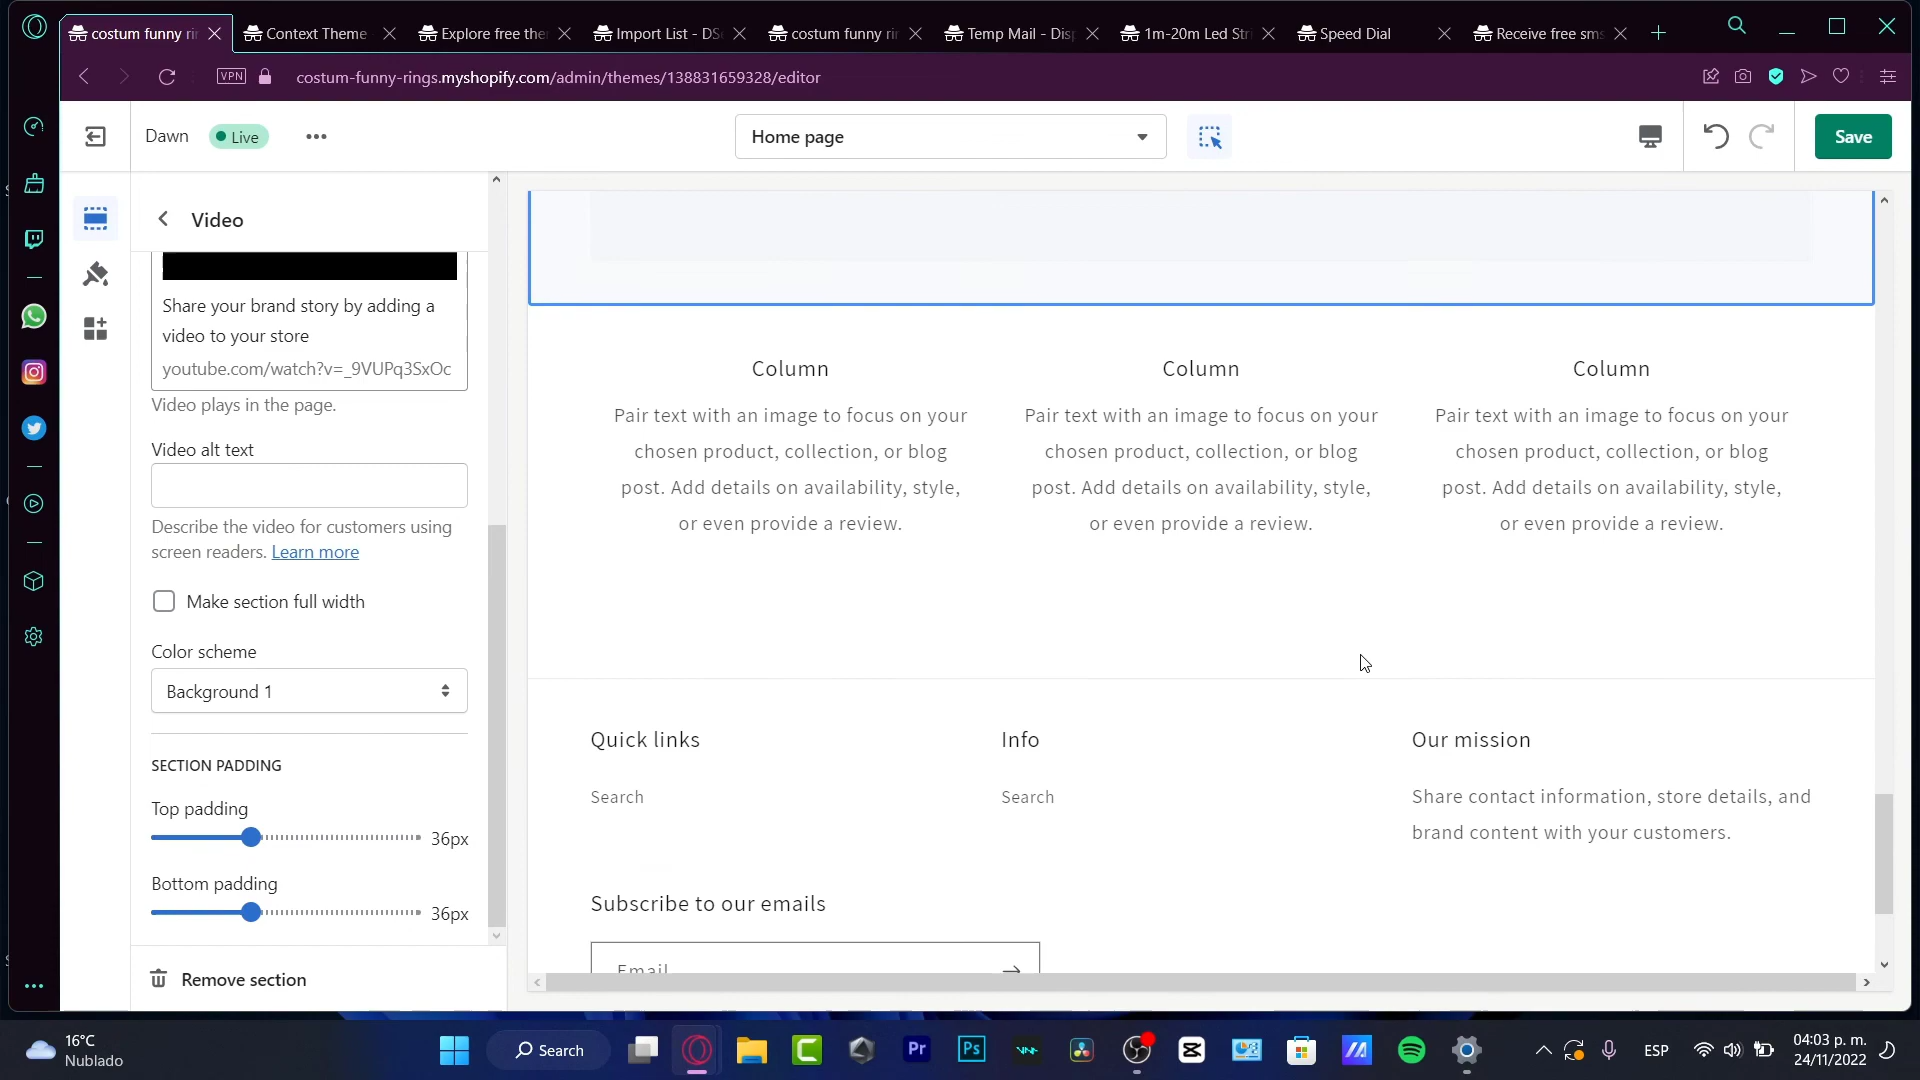 costum funny rin
Context Theme
Explore free the
Import List - DS
costum funny ri
Temp Mail - Disp
1m-20m Led Stri
Speed Dial
Receive free sms
VPN
costum-funny-rings.myshopify.com/admin/themes/138831659328/editor
Dawn
Live
Home page
Save
Video
Share your brand story by adding a
video to your store
youtube.com/watch?v=_9VUPq3SxOc
Video plays in the page.
Video alt text
Describe the video for customers using
screen readers. Learn more
Make section full width
Color scheme
Background 1
SECTION PADDING
Top padding
36px
Bottom padding
36px
Remove section
Column
Pair text with an image to focus on your
chosen product, collection, or blog
post. Add details on availability, style,
or even provide a review.
Column
Pair text with an image to focus on your
chosen product, collection, or blog
post. Add details on availability, style,
or even provide a review.
Column
Pair text with an image to focus on your
chosen product, collection, or blog
post. Add details on availability, style,
or even provide a review.
Quick links
Search
Info
Search
Our mission
Share contact information, store details, and
brand content with your customers.
Subscribe to our emails
Email
16°C
Nublado
Search
Pr
Ps
ESP
04:03 p. m.
24/11/2022